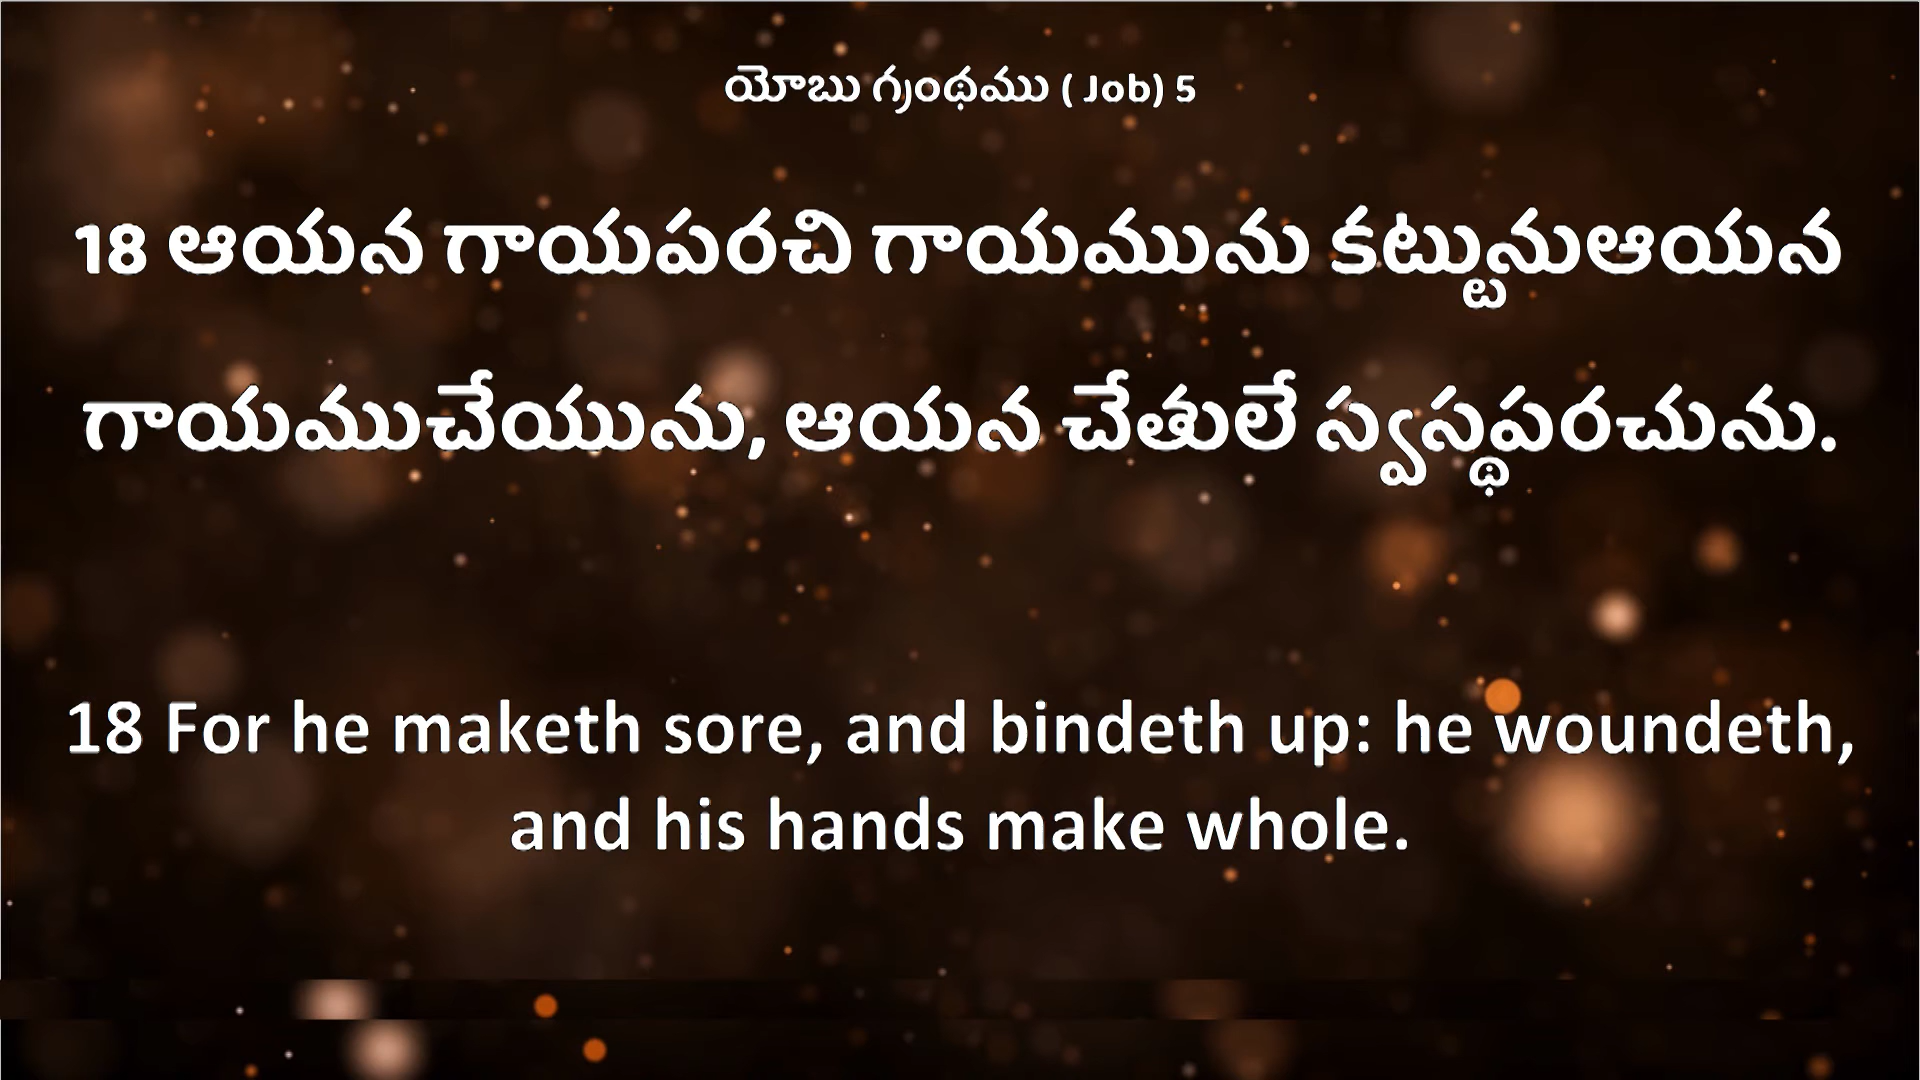 యోబు గ్రంథము ( Job) 5
18 ఆయన గాయపరచి గాయమును కట్టునుఆయన
గాయముచేయును, ఆయన చేతులే స్వస్థపరచును.
18 For he maketh sore, and bindeth up: he woundeth,
and his hands make whole.